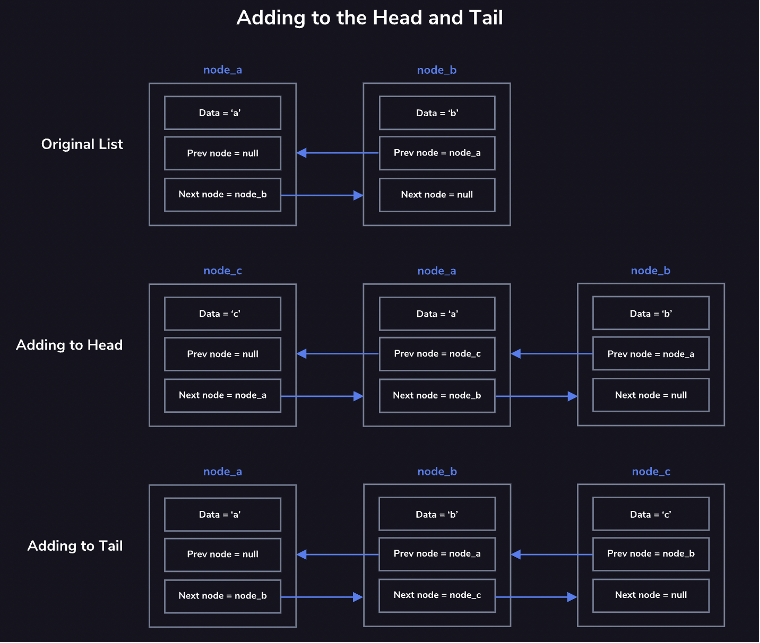 Adding to the Head and Tail
node_a
node_b
Original List
Data = ‘a’
Prev node = null
Next node = node_b
Data = ‘b’
Prev node = node_a
Next node = null
node_c
node_a
node_b
Adding to Head
Data = ‘c’
Prev node = null
Next node = node_a
Data = ‘a’
Prev node = node_c
Next node = node_b
Data = ‘b’
Prev node = node_a
Next node = null
node_a
node_b
node_c
Adding to Tail
Data = ‘a’
Prev node = null
Next node = node_b
Data = ‘b’
Prev node = node_a
Next node = node_c
Data = ‘c’
Prev node = node_b
Next node = null